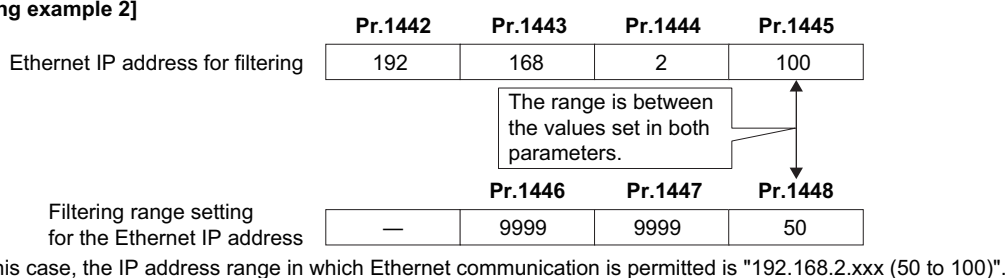 ng example 2]
Pr.1442 Pr.1443 Pr.1444 Pr.1445
Ethernet IP address for filtering 192 168 2 100
The range is between
the values set in both
parameters.
Pr.1446 Pr.1447 Pr.1448
Filtering range setting
for the Ethernet IP address — 9999 9999 50
his case, the IP address range in which Ethernet communication is permitted is "192.168.2.xxx (50 to 100)".